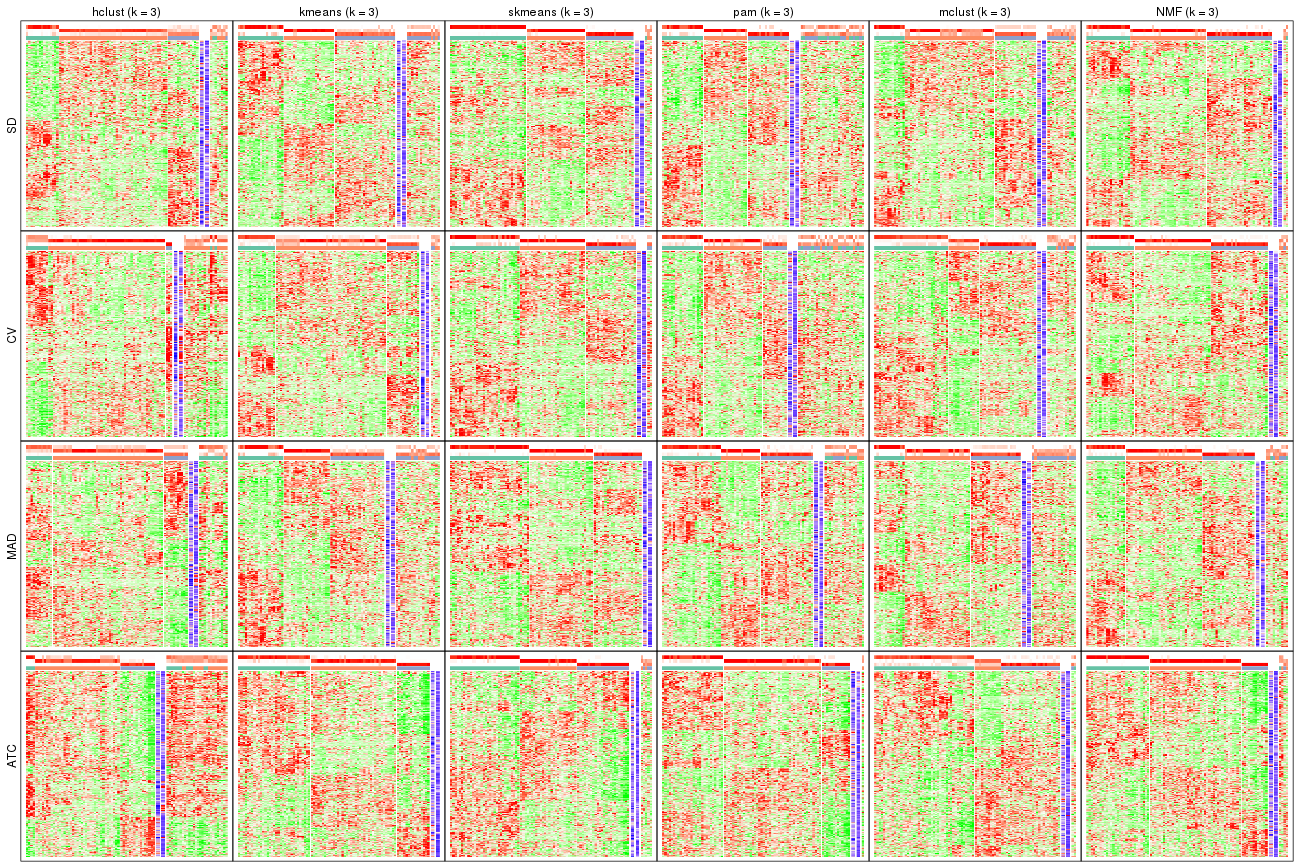 hclust (k = 3) kmeans (k = 3) skmeans (k = 3) pam (k = 3) mclust (k = 3) NMF (k = 3)
SD
CV
MAD
ATC